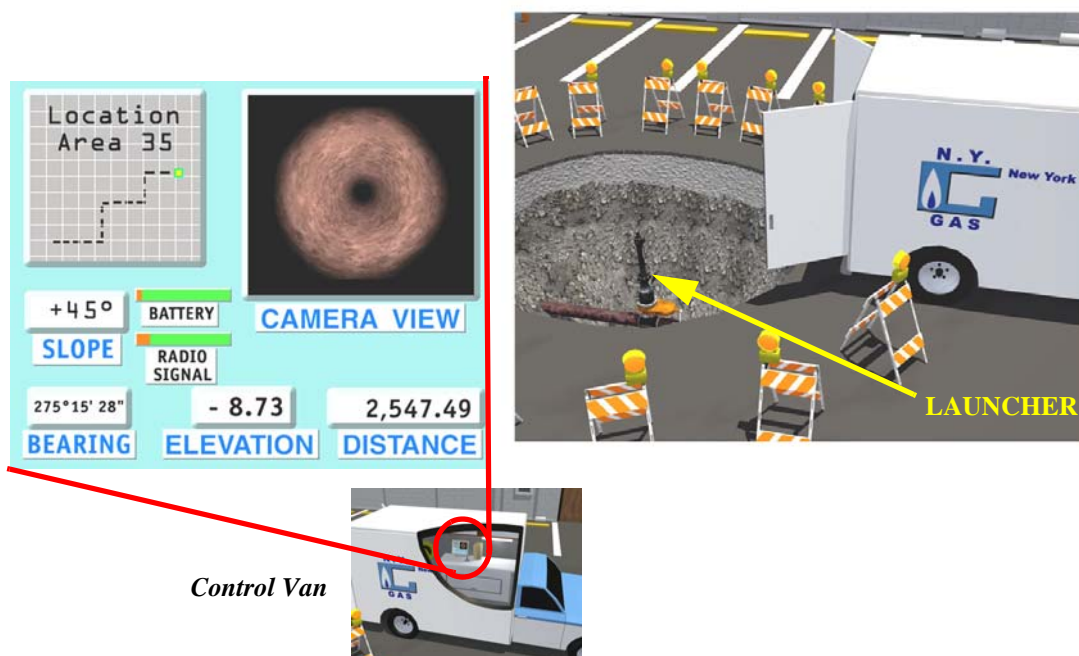 Location
Area 35
+45°
SLOPE
BATTERY
RADIO
SIGNAL
CAMERA VIEW
275°15' 28"
BEARING
- 8.73
ELEVATION
2,547.49
DISTANCE
N.Y.
New York
G
GAS
LAUNCHER
Control Van
G
GAS